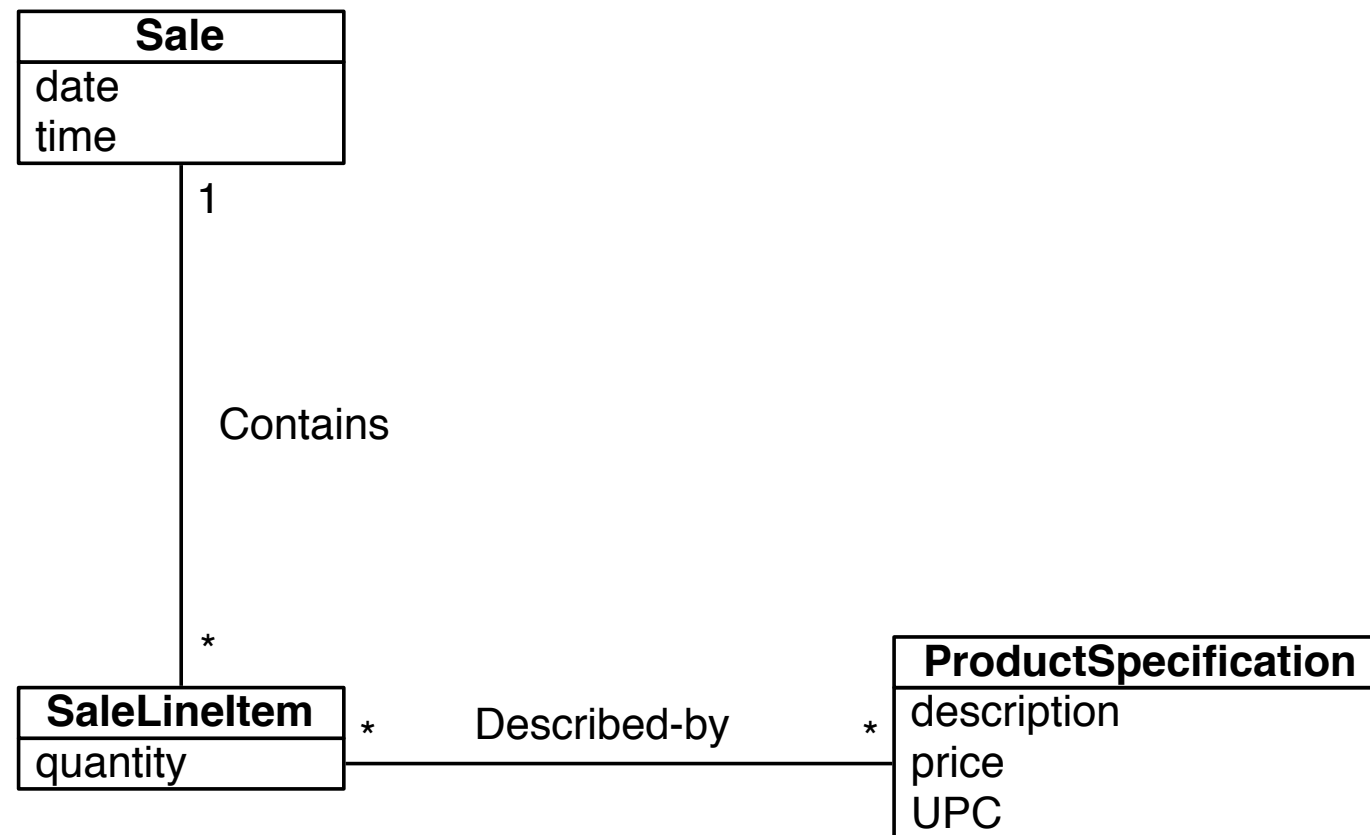 Sale
date
time
1
Contains
*
SaleLineItem
quantity
* Described-by *
ProductSpecification
description
price
UPC